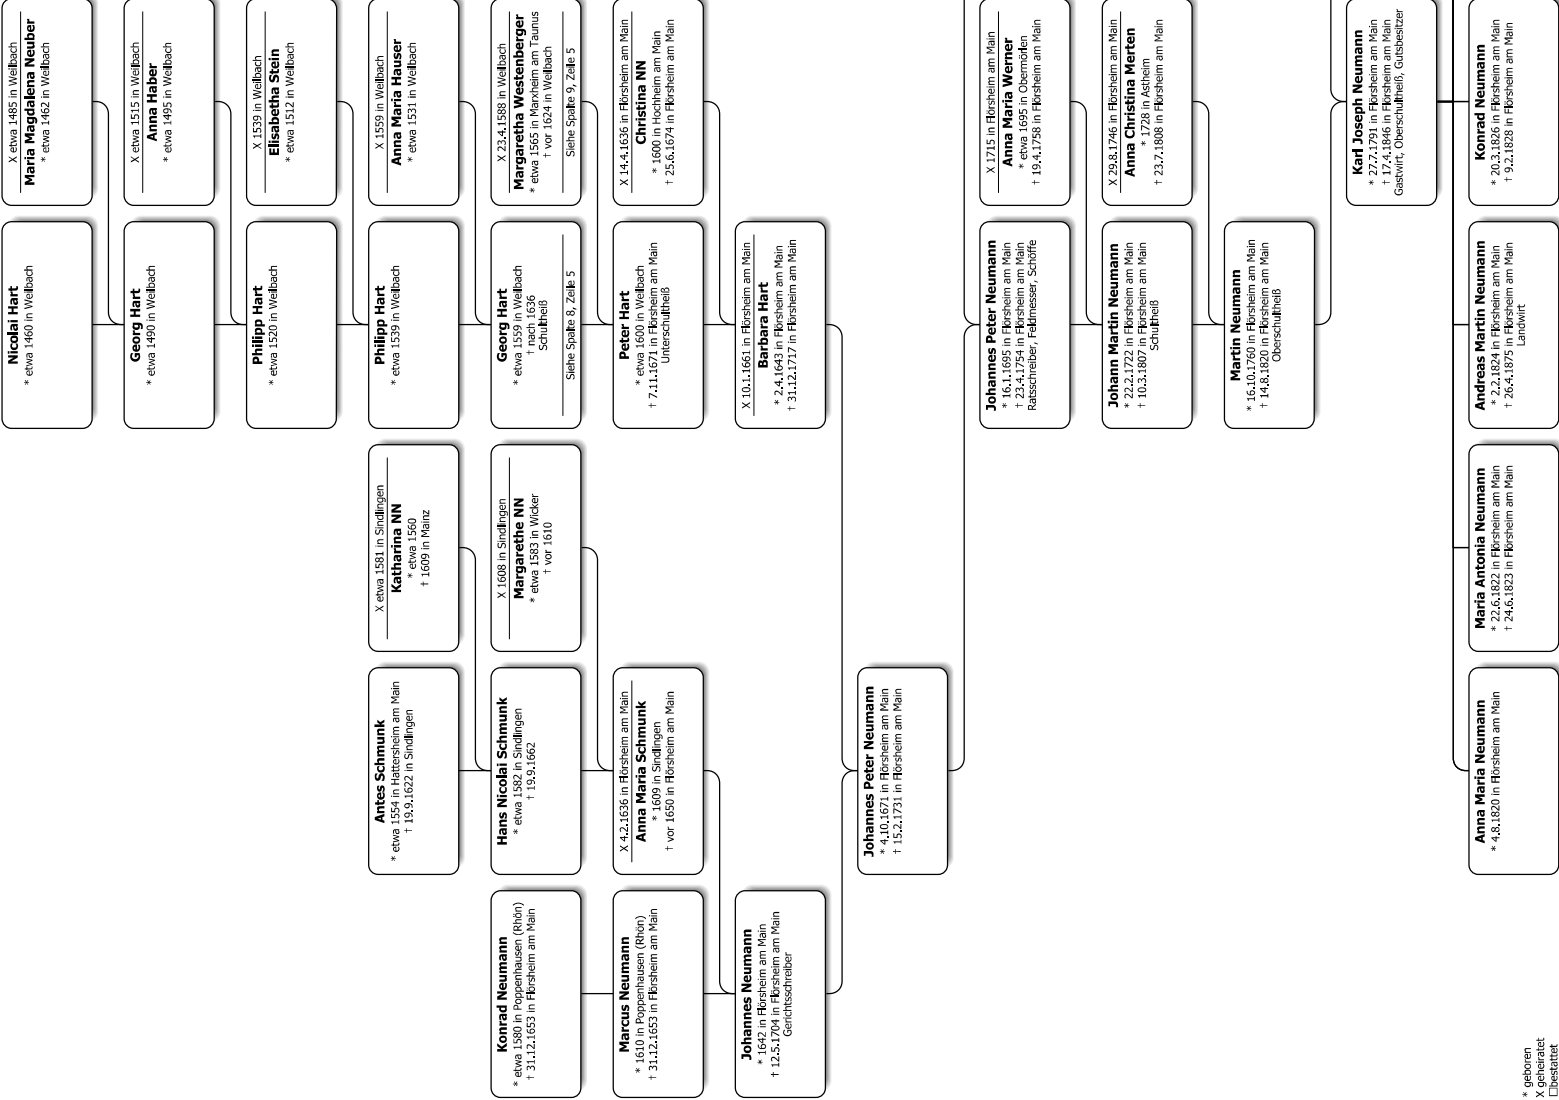 Nicolai Hart
* etwa 1460 in Weilbach
X etwa 1485 in Weilbach
Maria Magdalena Neuber
* etwa 1462 in Weilbach
Georg Hart
* etwa 1490 in Weilbach
X etwa 1515 in Weilbach
Anna Haber
* etwa 1495 in Weilbach
Philipp Hart
* etwa 1520 in Weilbach
X 1539 in Weilbach
Elisabetha Stein
* etwa 1512 in Weilbach
Antes Schmunk
* etwa 1554 in Hattersheim am Main
† 19.9.1622 in Sindlingen
X etwa 1581 in Sindlingen
Katharina NN
* etwa 1560
† 1609 in Mainz
Philipp Hart
* etwa 1539 in Weilbach
X 1559 in Weilbach
Anna Maria Hauser
* etwa 1531 in Weilbach
Konrad Neumann
* etwa 1580 in Poppenhausen (Rhön)
† 31.12.1653 in Flörsheim am Main
Hans Nicolai Schmunk
* etwa 1582 in Sindlingen
† 19.9.1662
X 1608 in Sindlingen
Margarethe NN
* etwa 1583 in Wicker
† vor 1610
Georg Hart
* etwa 1559 in Weilbach
† nach 1636
Schultheiß
Siehe Spalte 8, Zeile 5
X 23.4.1588 in Weilbach
Margaretha Westenberger
* etwa 1565 in Marxheim am Taunus
† vor 1624 in Weilbach
Siehe Spalte 9, Zeile 5
Marcus Neumann
* 1610 in Poppenhausen (Rhön)
† 31.12.1653 in Flörsheim am Main
X 4.2.1636 in Flörsheim am Main
Anna Maria Schmunk
* 1609 in Sindlingen
† vor 1650 in Flörsheim am Main
Peter Hart
* etwa 1600 in Weilbach
† 7.11.1671 in Flörsheim am Main
Unterschultheiß
X 14.4.1636 in Flörsheim am Main
Christina NN
* 1600 in Hochheim am Main
† 25.6.1674 in Flörsheim am Main
Johannes Neumann
* 1642 in Flörsheim am Main
† 12.5.1704 in Flörsheim am Main
Gerichtsschreiber
X 10.1.1661 in Flörsheim am Main
Barbara Hart
* 2.4.1643 in Flörsheim am Main
† 31.12.1717 in Flörsheim am Main
Johannes Peter Neumann
* 4.10.1671 in Flörsheim am Main
† 15.2.1731 in Flörsheim am Main
Johannes Peter Neumann
* 16.1.1695 in Flörsheim am Main
† 23.4.1754 in Flörsheim am Main
Ratsschreiber, Feldmesser, Schöffe
X 1715 in Flörsheim am Main
Anna Maria Werner
* etwa 1695 in Obermörlen
† 19.4.1758 in Flörsheim am Main
Johann Martin Neumann
* 22.2.1722 in Flörsheim am Main
† 10.3.1807 in Flörsheim am Main
Schultheiß
X 29.8.1746 in Flörsheim am Main
Anna Christina Merten
* 1728 in Astheim
† 23.7.1808 in Flörsheim am Main
Martin Neumann
* 16.10.1760 in Flörsheim am Main
† 14.8.1820 in Flörsheim am Main
Oberschultheiß
Karl Joseph Neumann
* 27.7.1791 in Flörsheim am Main
† 17.4.1846 in Flörsheim am Main
Gastwirt, Oberschultheiß, Gutsbesitzer
Anna Maria Neumann
* 4.8.1820 in Flörsheim am Main
Maria Antonia Neumann
* 22.6.1822 in Flörsheim am Main
† 24.6.1823 in Flörsheim am Main
Andreas Martin Neumann
* 2.2.1824 in Flörsheim am Main
† 26.4.1875 in Flörsheim am Main
Landwirt
Konrad Neumann
* 20.3.1826 in Flörsheim am Main
† 9.2.1828 in Flörsheim am Main
* geboren
X geheiratet
□bestattet